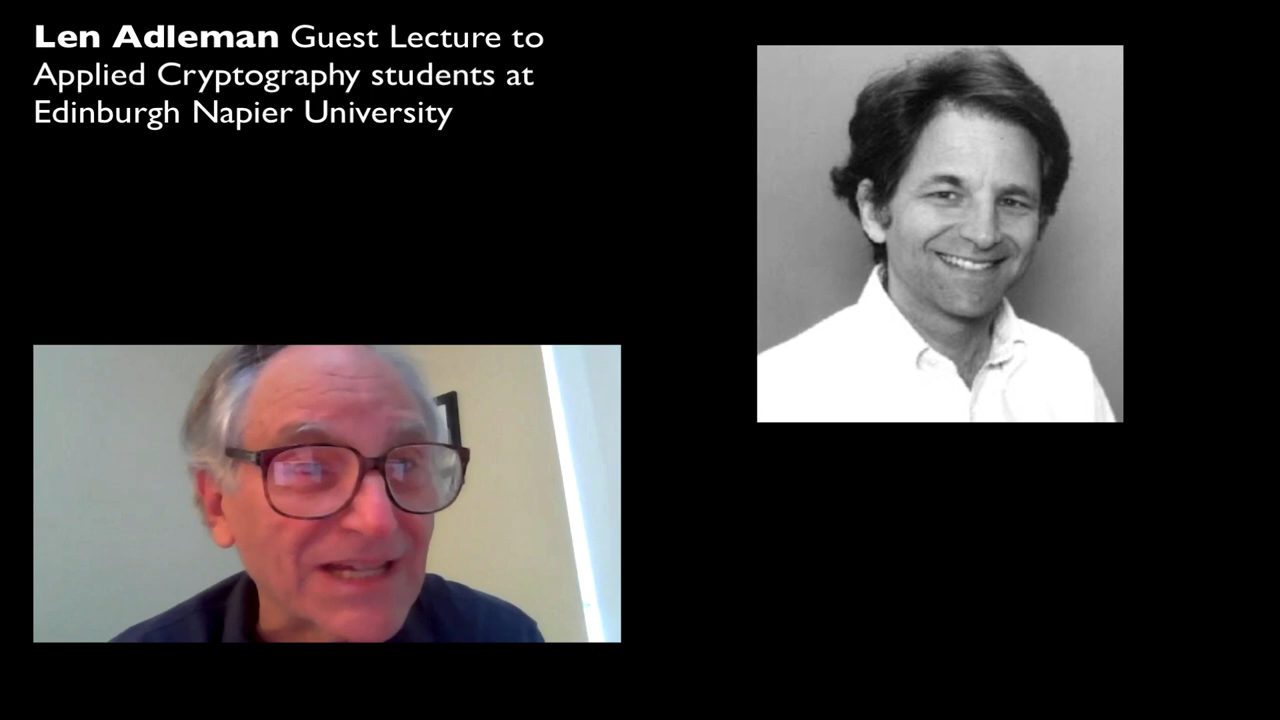 Len Adleman Guest Lecture to
Applied Cryptography students at
Edinburgh Napier University